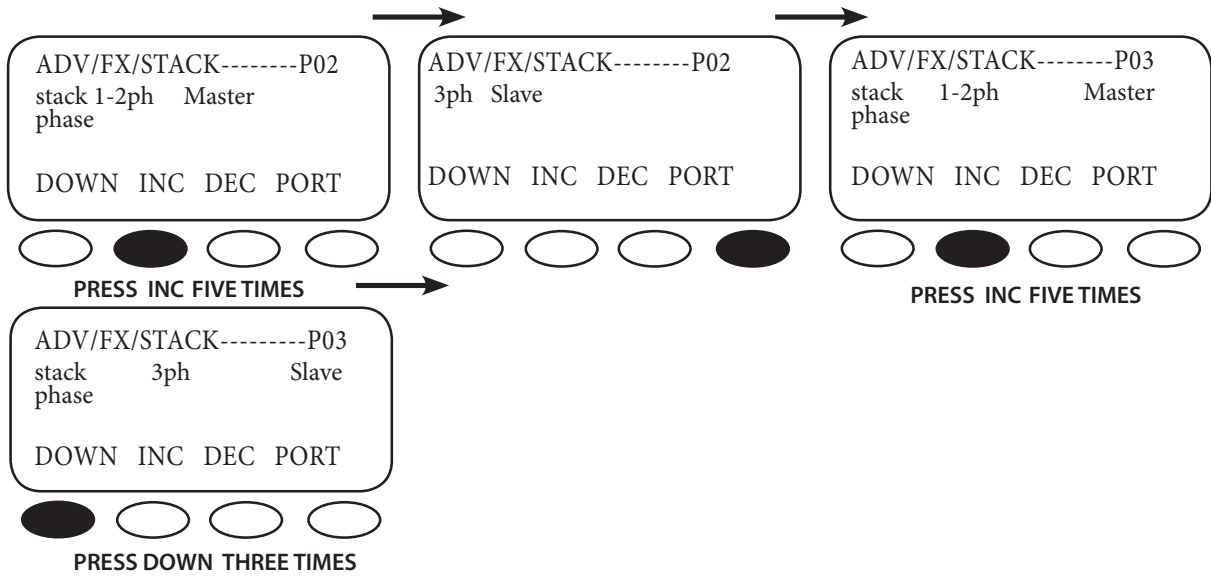 ADV/FX/STACK--------P02
stack 1-2ph Master
phase
DOWN INC DEC PORT
PRESS INC FIVE TIMES
ADV/FX/STACK--------P02
3ph Slave
DOWN INC DEC PORT
ADV/FX/STACK--------P03
stack 1-2ph Master
phase
DOWN INC DEC PORT
PRESS INC FIVE TIMES
ADV/FX/STACK---------P03
stack 3ph Slave
phase
DOWN INC DEC PORT
PRESS DOWN THREE TIMES